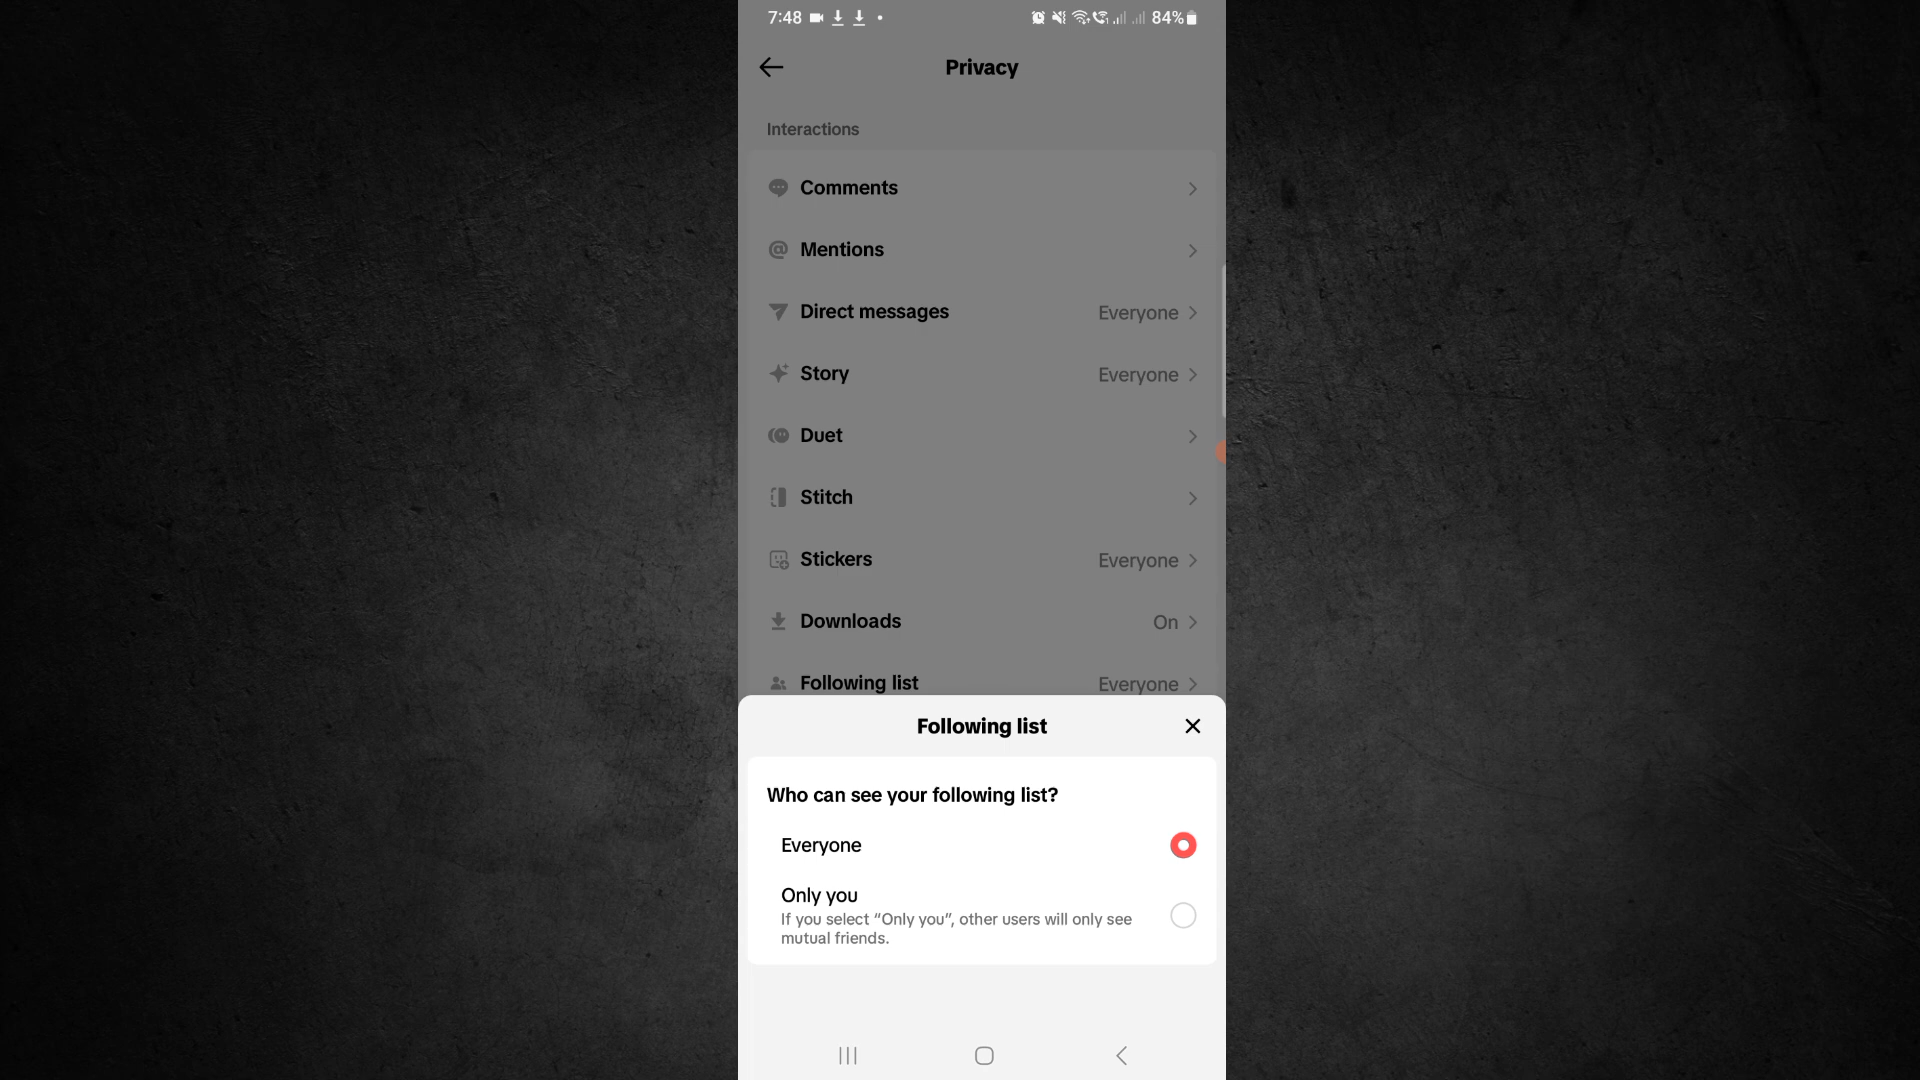 7:48
84%
Privacy
Interactions
Comments
Mentions
Direct messages Everyone
Story Everyone
Duet
Stitch
Stickers Everyone
Downloads On
Following list Everyone
Following list
Who can see your following list?
Everyone
Only you
If you select “Only you”, other users will only see
mutual friends.